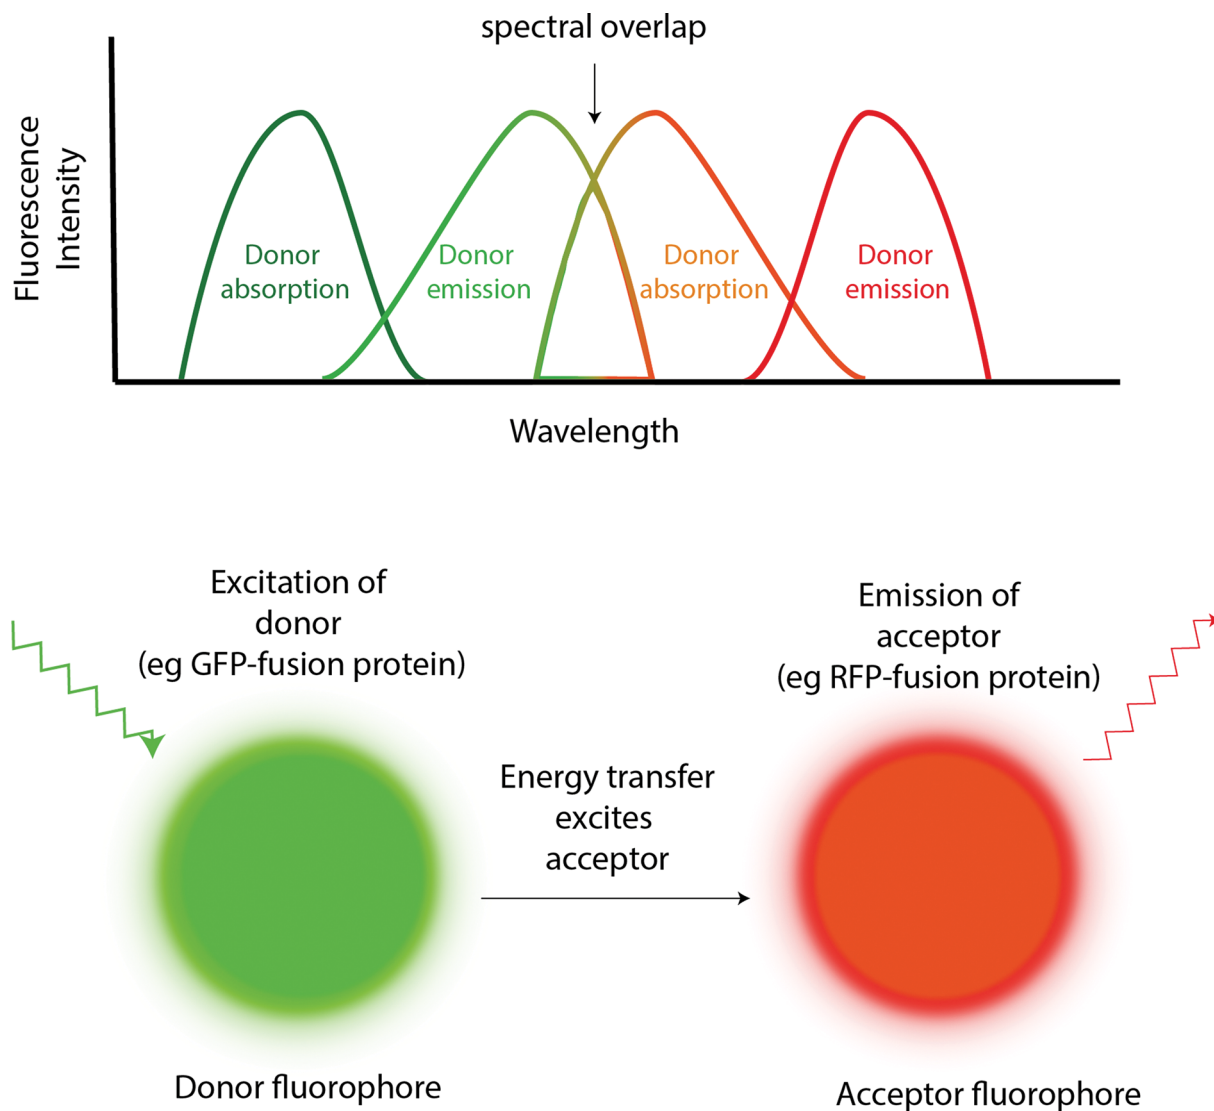 spectral overlap
Fluorescence
Intensity
Donor
absorption
Donor
emission
Donor
absorption
Donor
emission
Wavelength
Excitation of
donor
(eg GFP-fusion protein)
Emission of
acceptor
(eg RFP-fusion protein)
Energy transfer
excites
acceptor
Donor fluorophore
Acceptor fluorophore